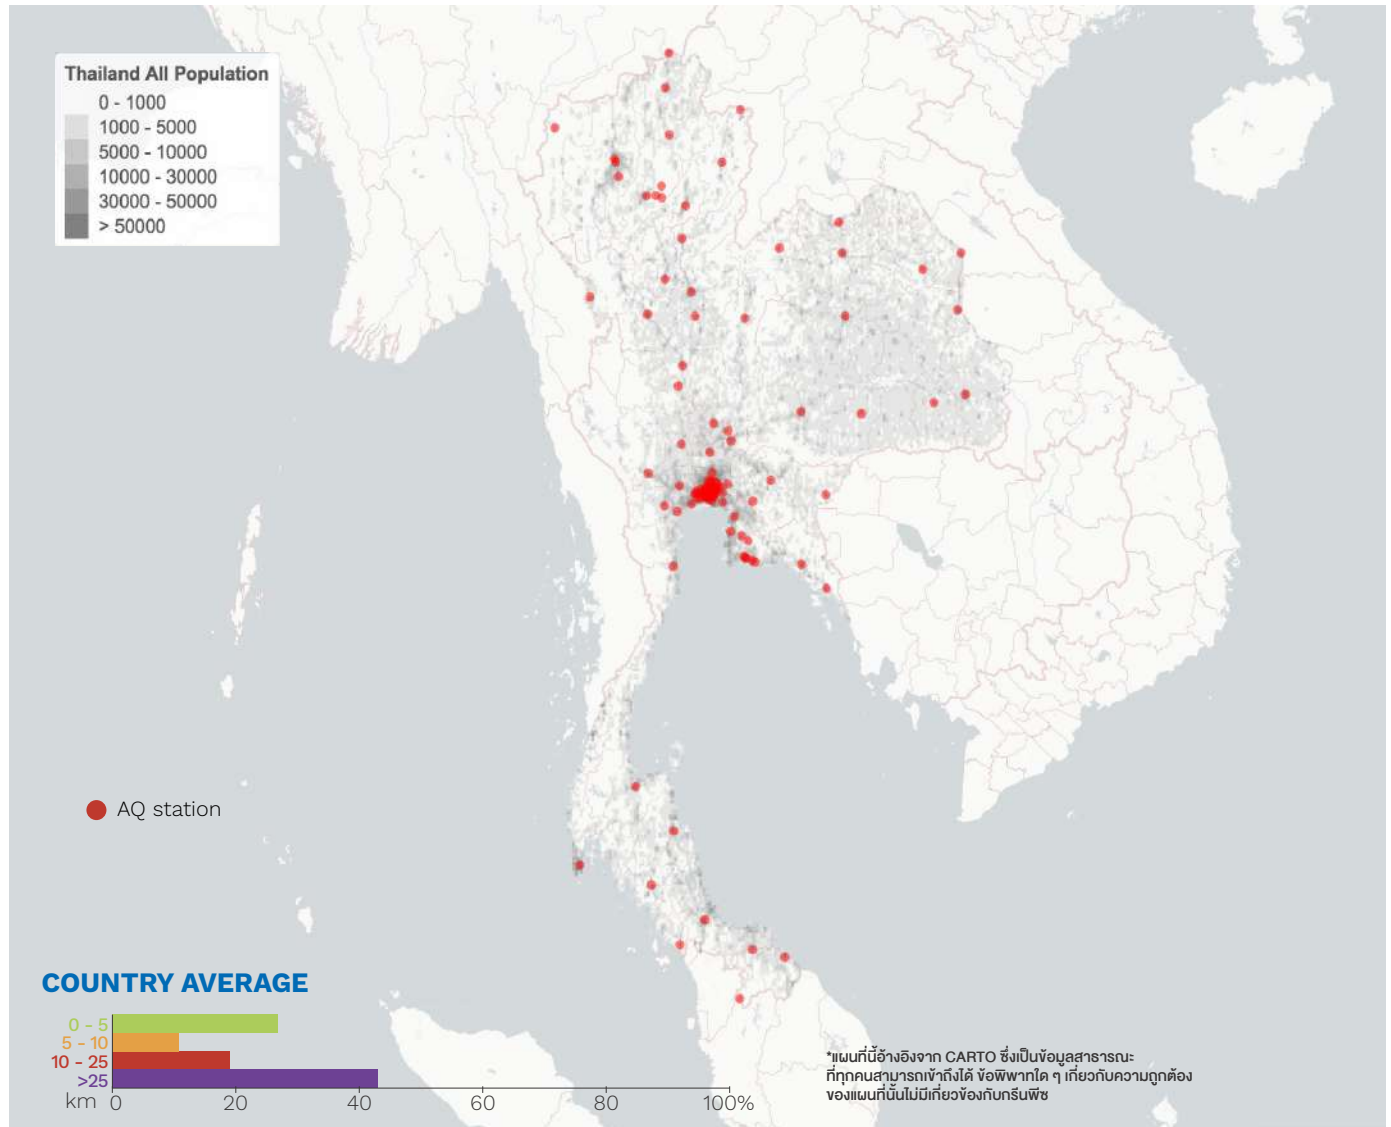 Thailand All Population
0 - 1000
1000 - 5000
5000 - 10000
10000 - 30000
30000 - 50000
> 50000
AQ station
COUNTRY AVERAGE
0 - 5
5 - 10
10 - 25
>25
km 0 20 40 60 80 100%
*แผนที่นี้อ้างอิงจาก CARTO ซึ่งเป็นข้อมูลสาธารณะ
ที่ทุกคนสามารถเข้าถึงได้ ข้อพิพาทใด ๆ เกี่ยวกับความถูกต้อง
ของแผนที่นั้นไม่มีเกี่ยวข้องกับกรีนพีซ